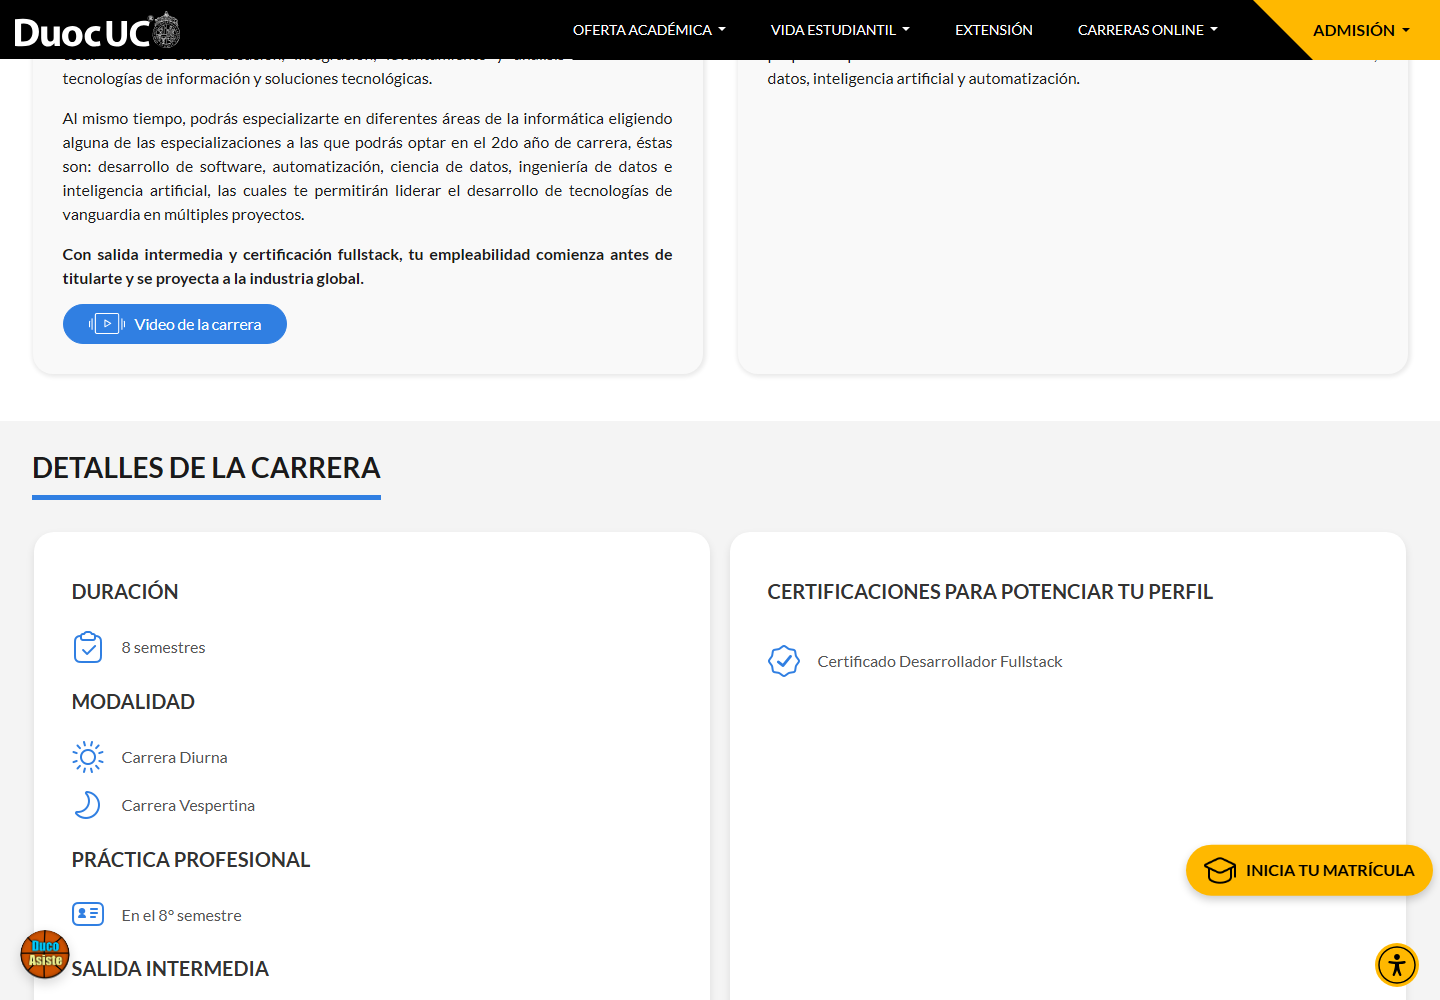 Duoc UC
OFERTA ACADÉMICA
VIDA ESTUDIANTIL
EXTENSIÓN
CARRERAS ONLINE
ADMISIÓN
tecnologías de información y soluciones tecnológicas.
Al mismo tiempo, podrás especializarte en diferentes áreas de la informática eligiendo
alguna de las especializaciones a las que podrás optar en el 2do año de carrera, éstas
son: desarrollo de software, automatización, ciencia de datos, ingeniería de datos e
inteligencia artificial, las cuales te permitirán liderar el desarrollo de tecnologías de
vanguardia en múltiples proyectos.
Con salida intermedia y certificación fullstack, tu empleabilidad comienza antes de
titularte y se proyecta a la industria global.
Video de la carrera
datos, inteligencia artificial y automatización.
DETALLES DE LA CARRERA
DURACIÓN
8 semestres
MODALIDAD
Carrera Diurna
Carrera Vespertina
PRÁCTICA PROFESIONAL
En el 8° semestre
SALIDA INTERMEDIA
CERTIFICACIONES PARA POTENCIAR TU PERFIL
Certificado Desarrollador Fullstack
INICIA TU MATRÍCULA
Duco
Asiste